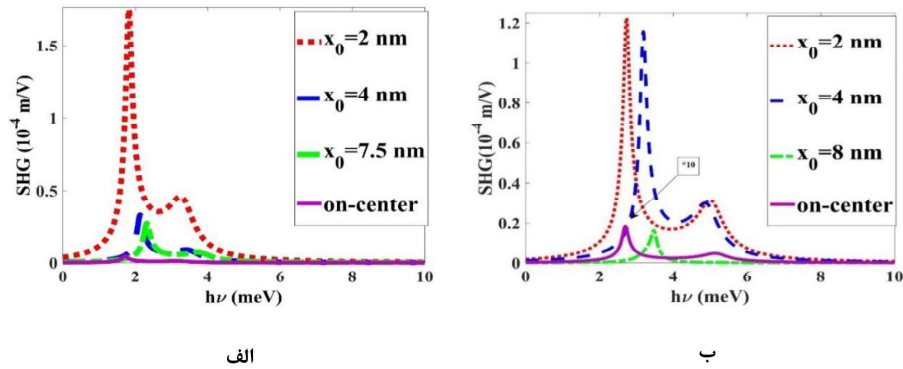 SHG (10⁻⁴ m/V)
1.5
1
0.5
0
0 2 4 6 8 10
hν (meV)
x₀=2 nm
x₀=4 nm
x₀=7.5 nm
on-center
الف
SHG(10⁻⁴ m/V)
1.2
1
0.8
0.6
0.4
0.2
0
0 2 4 6 8 10
hν (meV)
*10
x₀=2 nm
x₀=4 nm
x₀=8 nm
on-center
ب